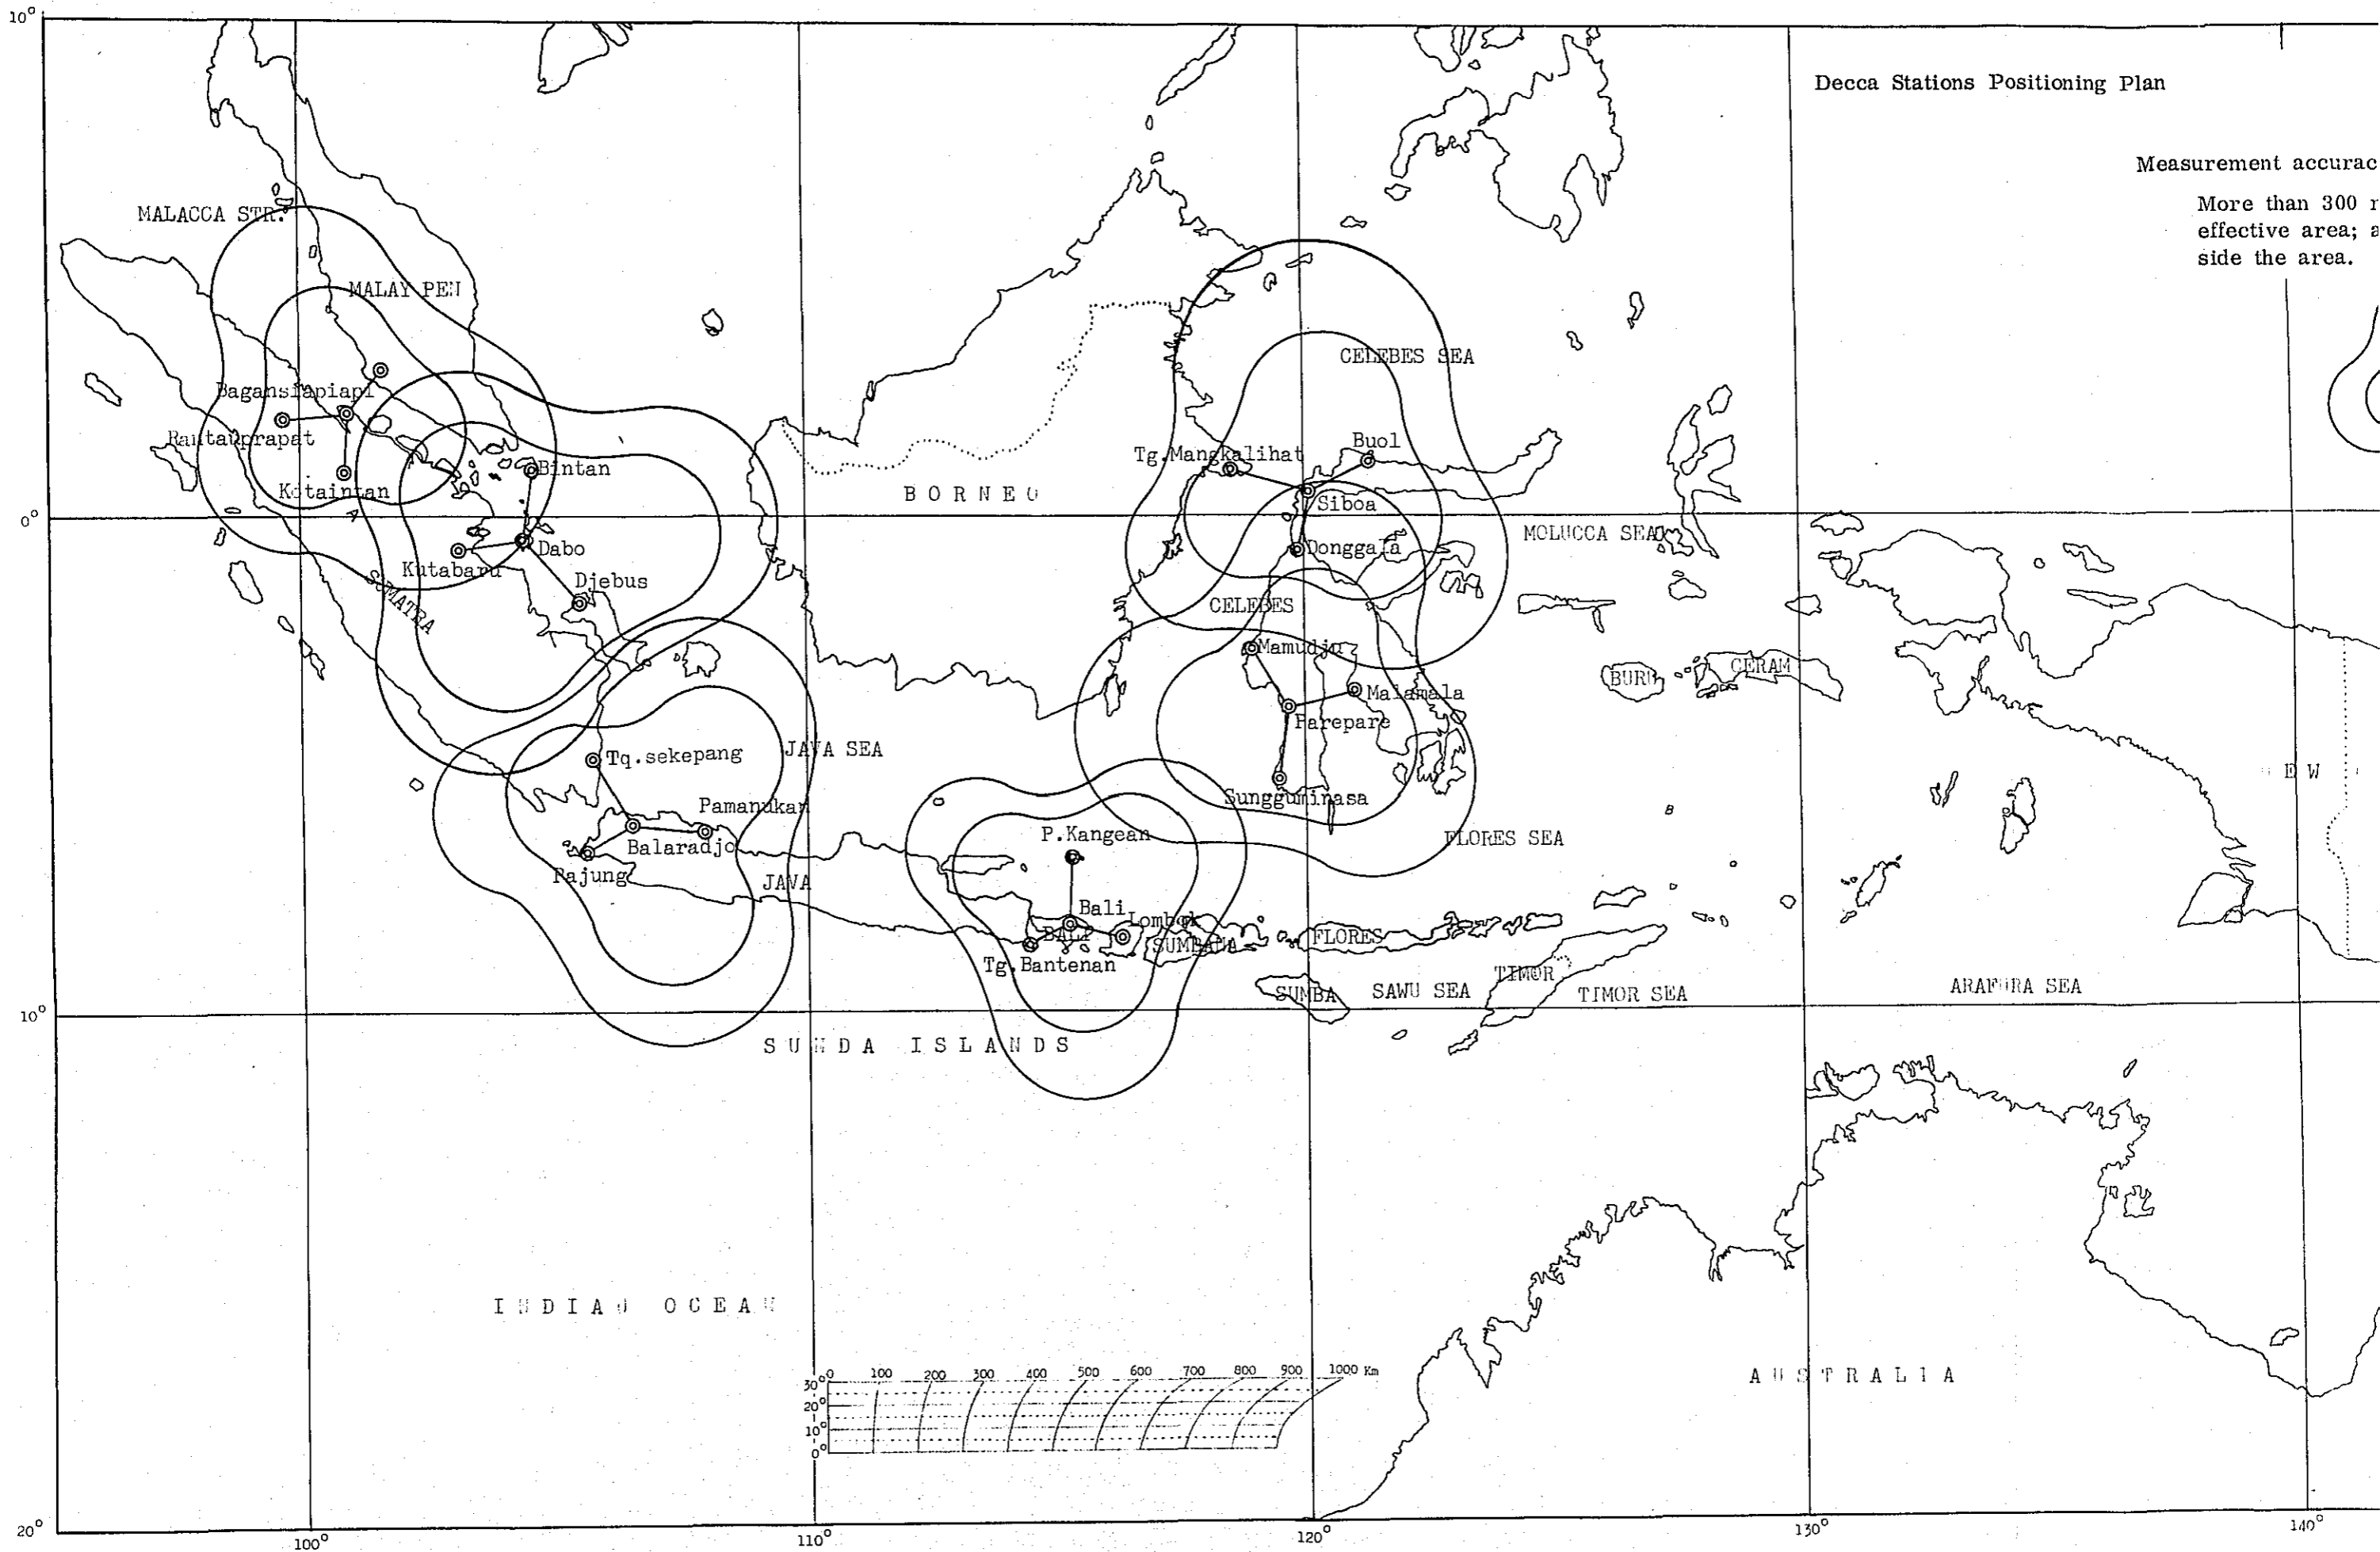 10°
Decca Stations Positioning Plan
Measurement accurac
More than 300
effective area;
side the area.
MALACCA STR.
MALAY PEN
CELEBES SEA
Bagansiapiapi
Rantauprapat
Kotaintan
Bintan
Tg.Mangkalihat
Buol
BORNEO
Siboa
0°
MOLUCCA SEA
Dabo
Donggala
Kutabaru
Djebus
SUMATRA
CELEBES
Mamudju
BURU
CERAM
Malamala
Parepare
Tq.sekepang
JAVA SEA
EW
Pamanukan
Sungguminasa
Balaradjo
P.Kangean
FLORES SEA
Pajung
JAVA
Bali
Lombok
BALI
SUMBAWA
FLORES
Tg.Bantenan
TIMOR
SUMBA
SAWU SEA
TIMOR SEA
ARAFURA SEA
10°
SUNDA ISLANDS
INDIAN OCEAN
0 100 200 300 400 500 600 700 800 900 1000 Km
30°
20°
10°
0°
AUSTRALIA
20°
100° 110° 120° 130° 140°